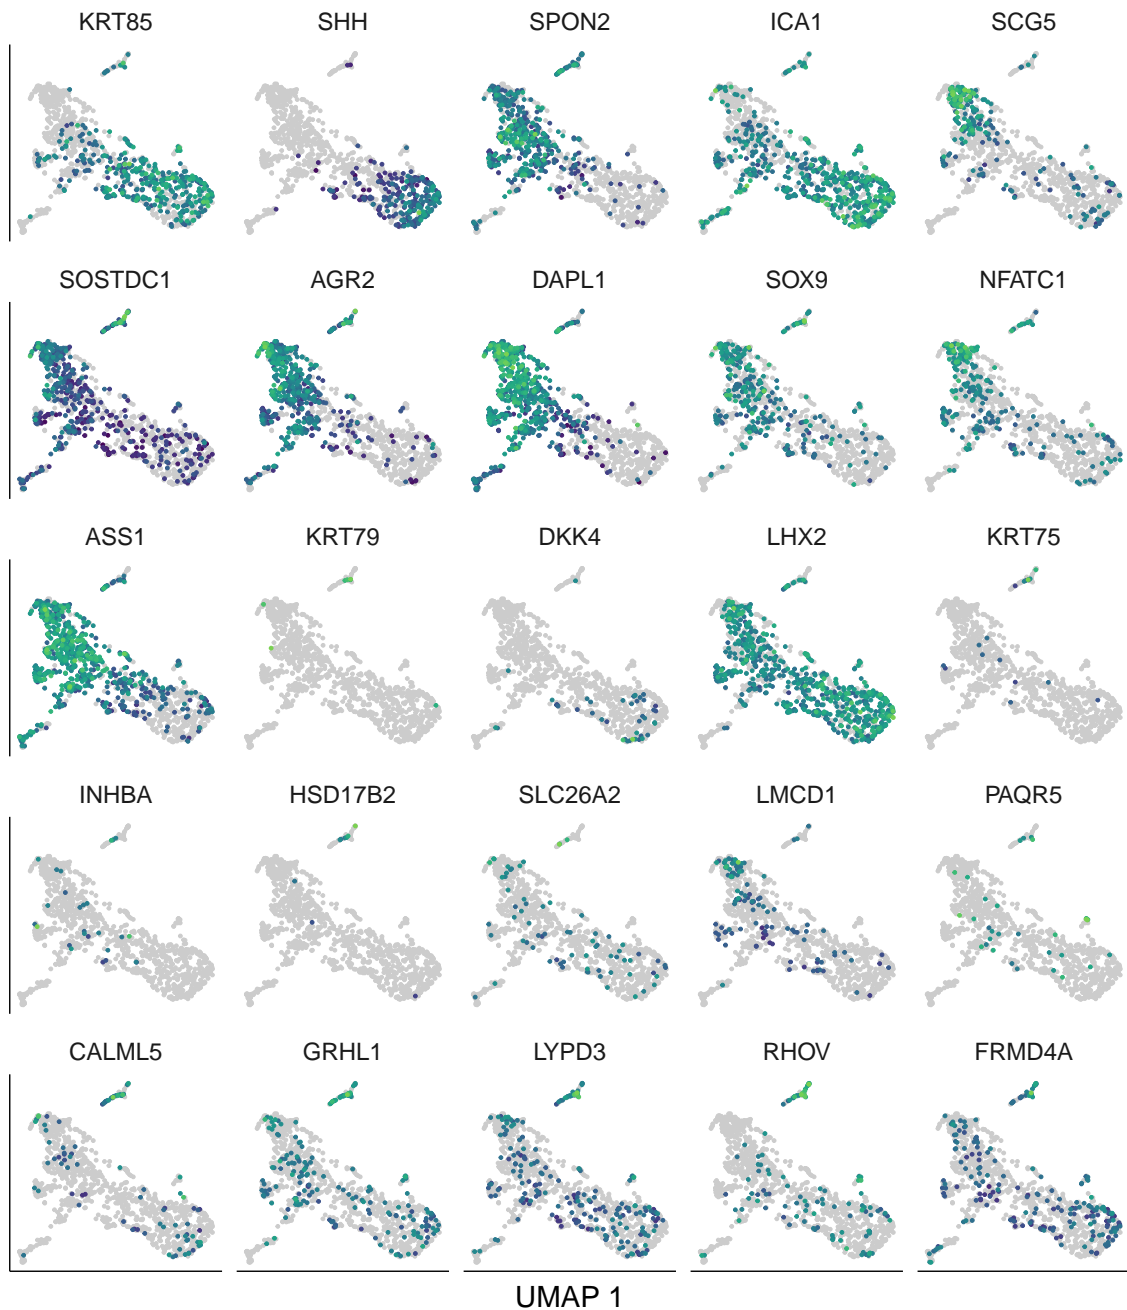 KRT85 SHH SPON2 ICA1 SCG5
SOSTDC1 AGR2 DAPL1 SOX9 NFATC1
ASS1 KRT79 DKK4 LHX2 KRT75
INHBA HSD17B2 SLC26A2 LMCD1 PAQR5
CALML5 GRHL1 LYPD3 RHOV FRMD4A
UMAP 1